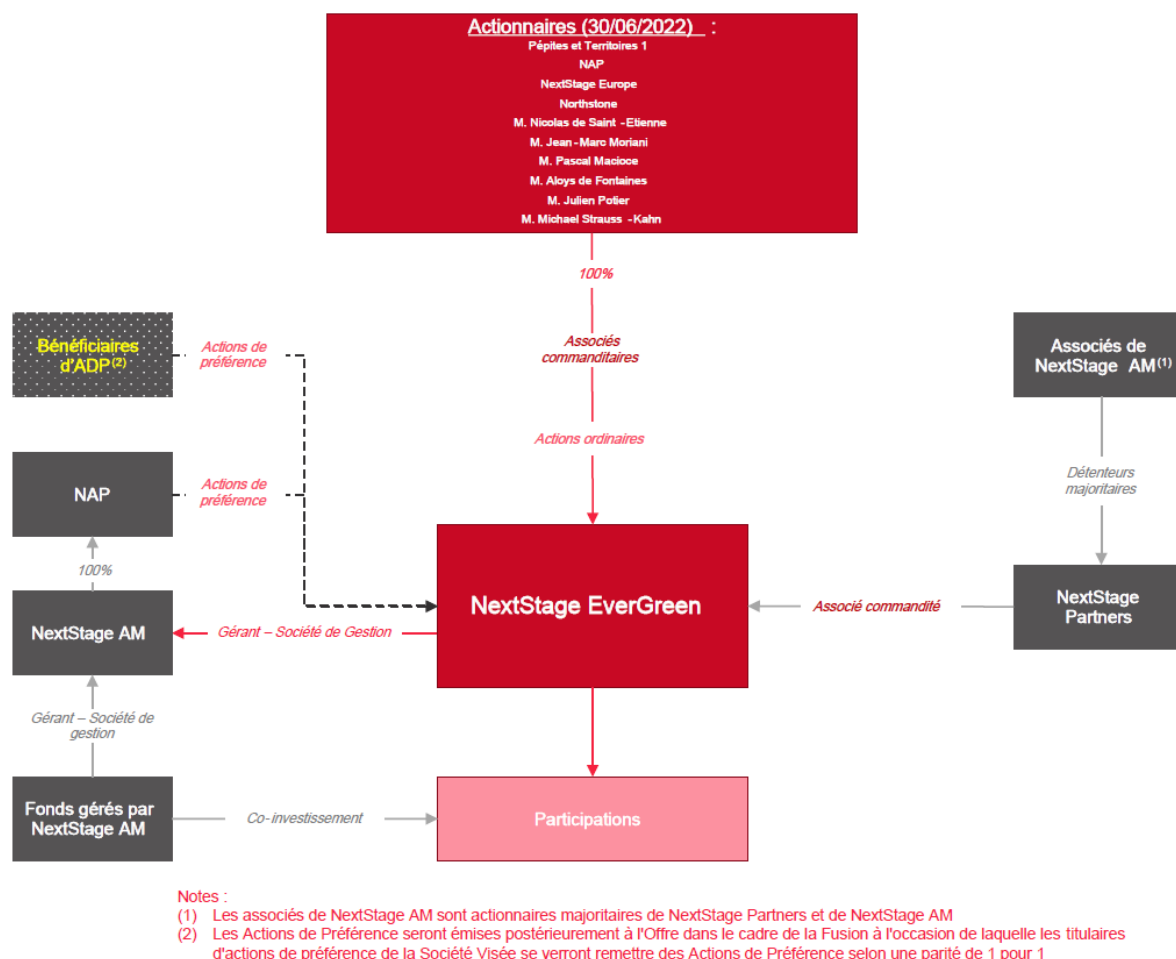 Actionnaires (30/06/2022) :
Pépites et Territoires 1
NAP
NextStage Europe
Northstone
M. Nicolas de Saint -Etienne
M. Jean-Marc Moriani
M. Pascal Macioce
M. Aloys de Fontaines
M. Julien Potier
M. Michael Strauss -Kahn
100%
Associés
commanditaires
Actions ordinaires
Bénéficiaires
d'ADP(2)
Actions de
préférence
Associés de
NextStage AM(1)
NAP
Actions de
préférence
Détenteurs
majoritaires
100%
NextStage AM
Gérant – Société de Gestion
NextStage EverGreen
Associé commandité
NextStage
Partners
Gérant – Société de
gestion
Fonds gérés par
NextStage AM
Co-investissement
Participations
Notes :
(1) Les associés de NextStage AM sont actionnaires majoritaires de NextStage Partners et de NextStage AM
(2) Les Actions de Préférence seront émises postérieurement à l'Offre dans le cadre de la Fusion à l'occasion de laquelle les titulaires
d'actions de préférence de la Société Visée se verront remettre des Actions de Préférence selon une parité de 1 pour 1